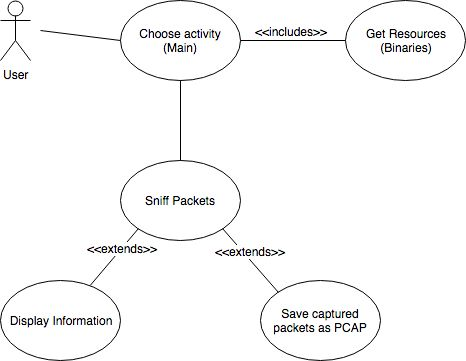 Choose activity
(Main)
<<includes>>
Get Resources
(Binaries)
User
Sniff Packets
<<extends>>
<<extends>>
Display Information
Save captured
packets as PCAP